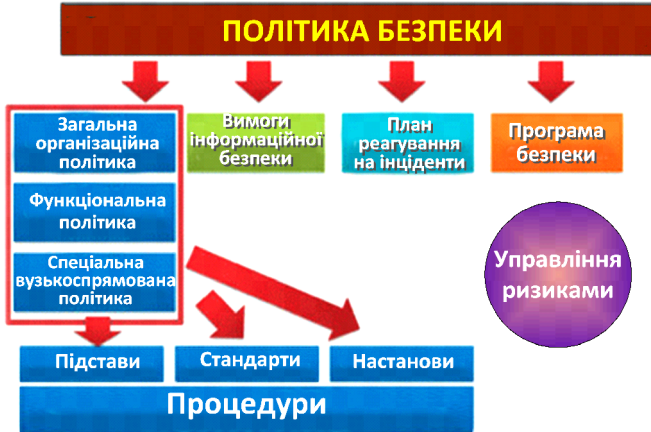 ПОЛІТИКА БЕЗПЕКИ
Загальна
організаційна
політика
Вимоги
інформаційної
безпеки
План
реагування
на інціденти
Програма
безпеки
Функціональна
політика
Спеціальна
вузькоспрямована
політика
Управління
ризиками
Підстави
Стандарти
Настанови
Процедури